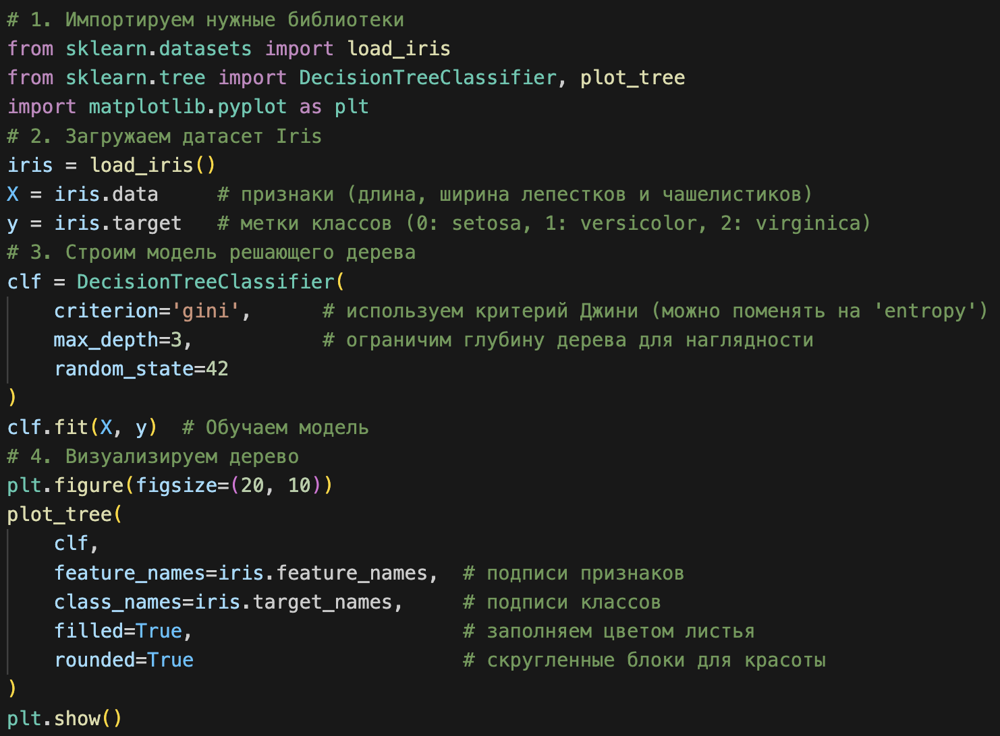 # 1. Импортируем нужные библиотеки
from sklearn.datasets import load_iris
from sklearn.tree import DecisionTreeClassifier, plot_tree
import matplotlib.pyplot as plt
# 2. Загружаем датасет Iris
iris = load_iris()
X = iris.data     # признаки (длина, ширина лепестков и чашелистиков)
y = iris.target   # метки классов (0: setosa, 1: versicolor, 2: virginica)
# 3. Строим модель решающего дерева
clf = DecisionTreeClassifier(
    criterion='gini',      # используем критерий Джини (можно поменять на 'entropy')
    max_depth=3,           # ограничим глубину дерева для наглядности
    random_state=42
)
clf.fit(X, y)  # Обучаем модель
# 4. Визуализируем дерево
plt.figure(figsize=(20, 10))
plot_tree(
    clf,
    feature_names=iris.feature_names,  # подписи признаков
    class_names=iris.target_names,     # подписи классов
    filled=True,                       # заполняем цветом листья
    rounded=True                       # скругленные блоки для красоты
)
plt.show()